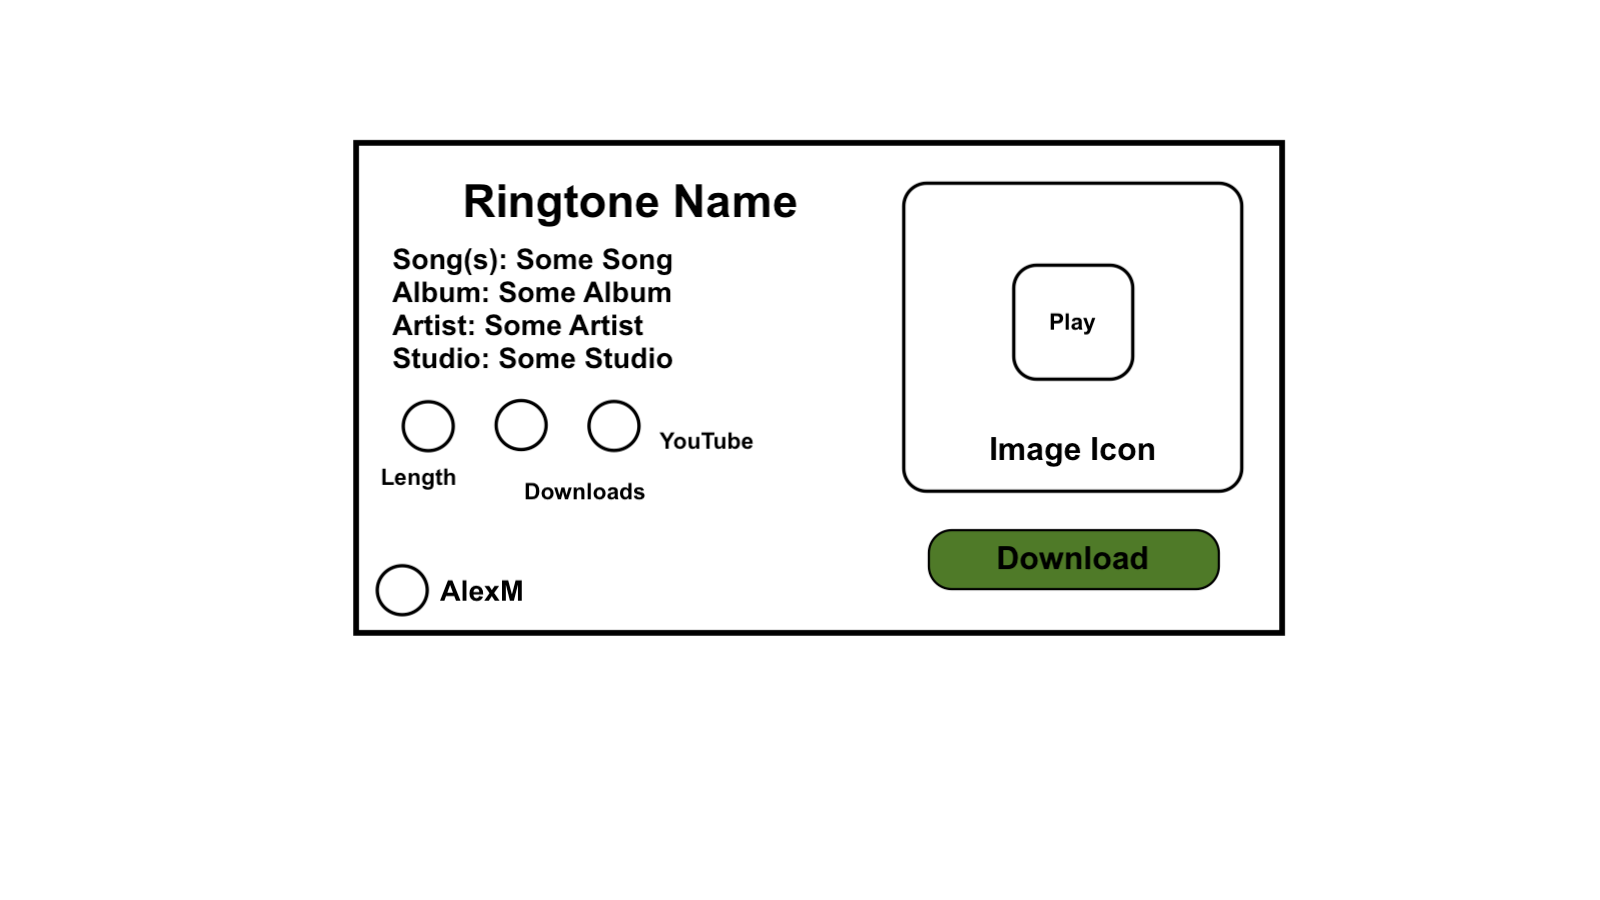 Ringtone Name
Song(s): Some Song
Album: Some Album
Artist: Some Artist
Studio: Some Studio
YouTube
Length
Downloads
AlexM
Play
Image Icon
Download